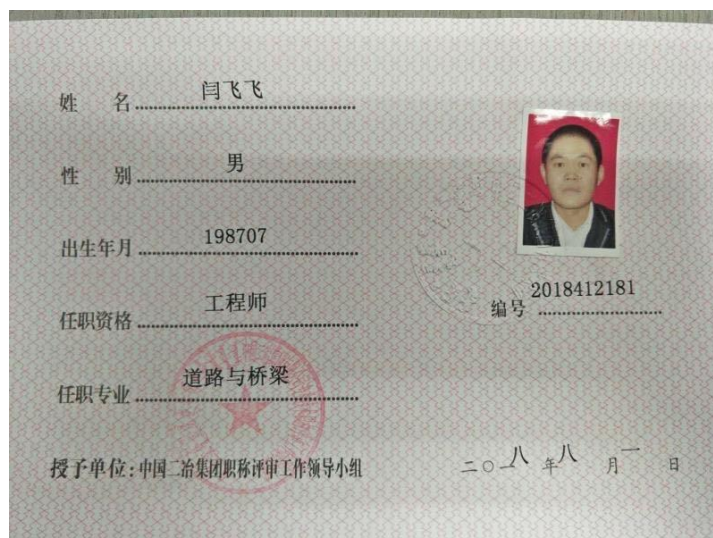 姓 名 闫飞飞
性 别 男
出生年月 198707
任职资格 工程师
任职专业 道路与桥梁
授予单位:中国二冶集团职称评审工作领导小组
编号 2018412181
二〇一八 年 八 月 一 日